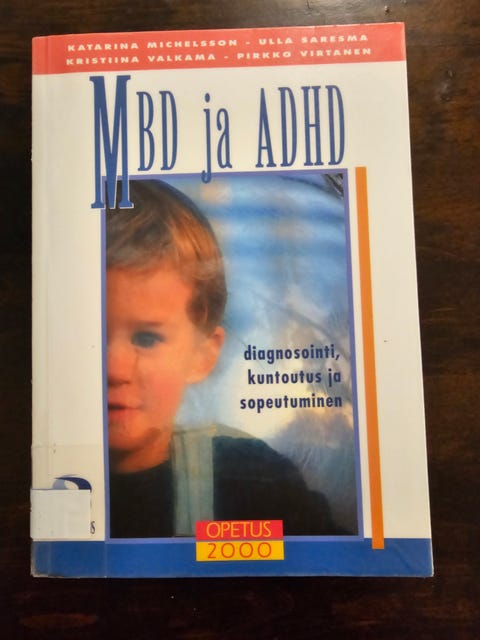 KATARINA MICHELSSON - ULLA SARESMA
KRISTIINA VALKAMA - PIRKKO VIRTANEN
MBD ja ADHD
diagnosointi,
kuntoutus ja
sopeutuminen
OPETUS
2000